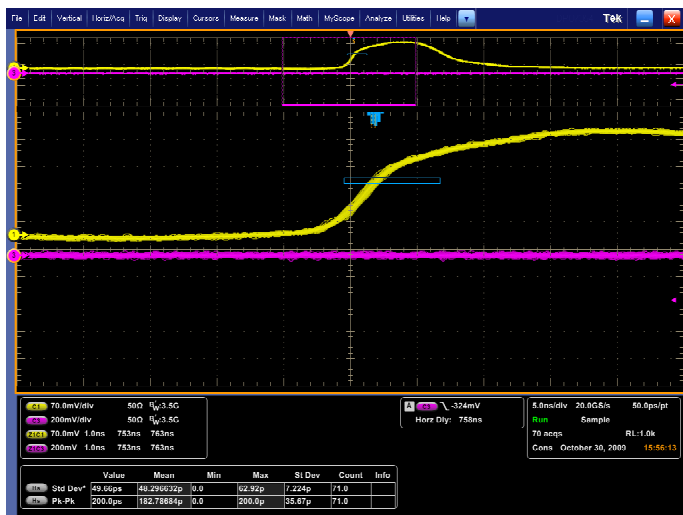 File Edit Vertical Horiz/Acq Trig Display Cursors Measure Mask Math MyScope Analyze Utilities Help Tek
C1 70.0mV/div 50Ω BW:3.5G
C3 200mV/div 50Ω BW:3.5G
Z1C1 70.0mV 1.0ns 753ns 763ns
Z1C3 200mV 1.0ns 753ns 763ns
A C3 -324mV
Horz Dly: 758ns
5.0ns/div 20.0GS/s 50.0ps/pt
Run Sample
70 acqs RL:1.0k
Cons October 30, 2009 15:56:13
Value Mean Min Max St Dev Count Info
Hs Std Dev* 49.66ps 48.296632p 0.0 62.92p 7.224p 71.0
Hs Pk-Pk 200.0ps 182.78684p 0.0 200.0p 35.67p 71.0